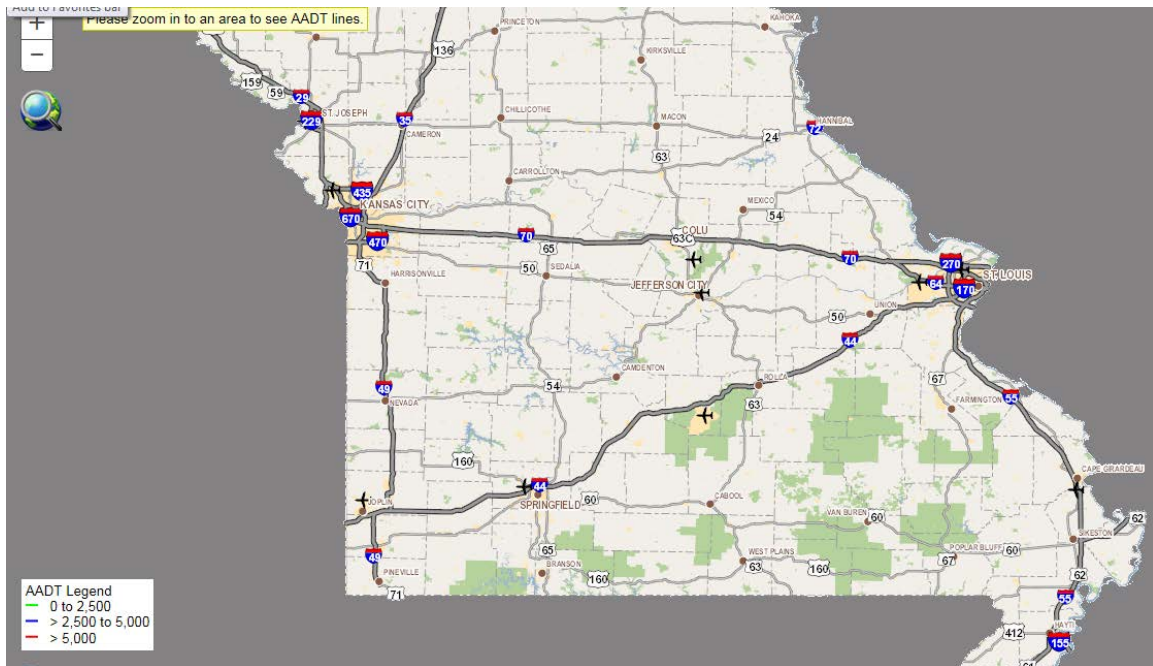 Add to Favorites bar
Please zoom in to an area to see AADT lines.
+
−
PRINCETON
KAHOKA
136
KIRKSVILLE
159
59
29
ST. JOSEPH
229
35
CAMERON
CHILLICOTHE
MACON
HANNIBAL
72
24
63
CARROLLTON
435
KANSAS CITY
670
470
MEXICO
54
COLU
63C
70
65
70
270
ST. LOUIS
64
170
71
HARRISONVILLE
50
SEDALIA
JEFFERSON CITY
UNION
50
44
CAMDENTON
54
ROLLA
63
67
FARMINGTON
55
49
NEVADA
160
44
SPRINGFIELD
JOPLIN
60
CABOOL
VAN BUREN
60
CAPE GIRARDEAU
62
SIKESTON
49
PINEVILLE
71
65
BRANSON
160
WEST PLAINS
63
160
POPLAR BLUFF
67
60
62
55
HAYTI
412
155
61
AADT Legend
0 to 2,500
> 2,500 to 5,000
> 5,000